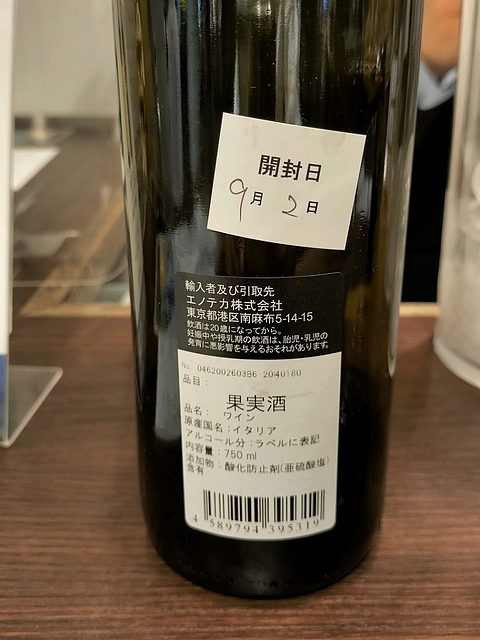 開封日
9月 2日
輸入者及び引取先
エノテカ株式会社
東京都港区南麻布5-14-15
飲酒は20歳になってから。
妊娠中や授乳期の飲酒は、胎児・乳児の
発育に悪影響を与えるおそれがあります。
No. 0462002603B6-2040180
品目：
果実酒
品名： ワイン
原産国名：イタリア
アルコール分：ラベルに表記
内容量：750 ml
添加物：酸化防止剤(亜硫酸塩)
含有
4 589794 395319